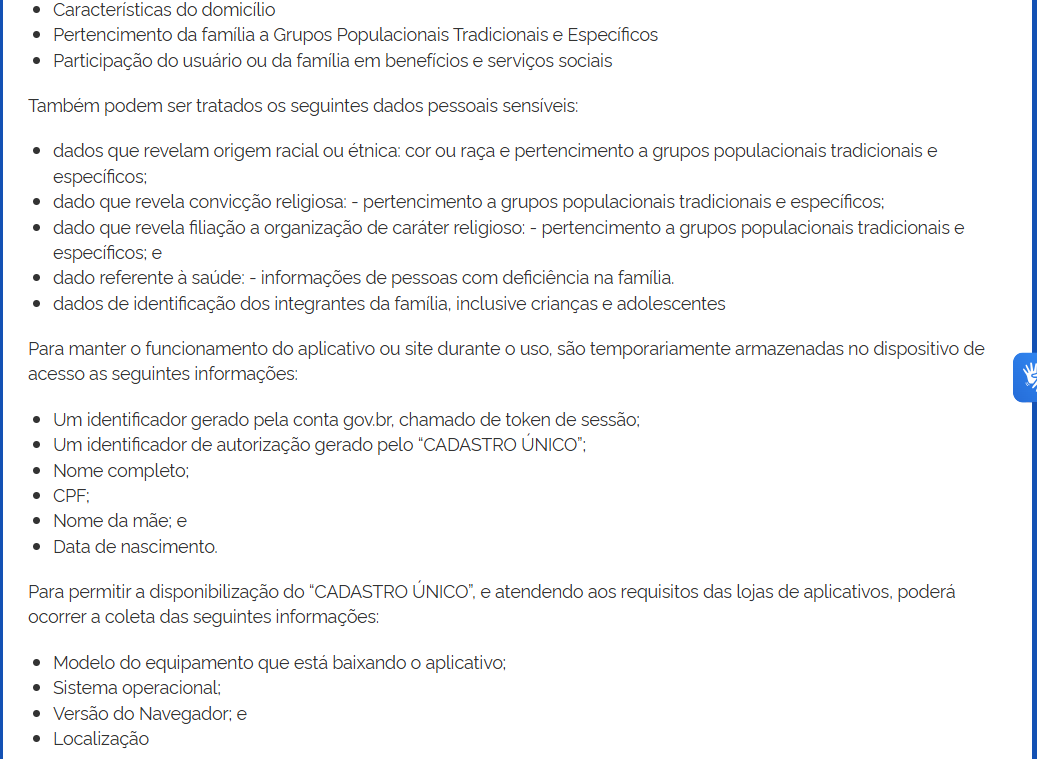 Características do domicílio
Pertencimento da família a Grupos Populacionais Tradicionais e Específicos
Participação do usuário ou da família em benefícios e serviços sociais
Também podem ser tratados os seguintes dados pessoais sensíveis:
dados que revelam origem racial ou étnica: cor ou raça e pertencimento a grupos populacionais tradicionais e
específicos;
dado que revela convicção religiosa: - pertencimento a grupos populacionais tradicionais e específicos;
dado que revela filiação a organização de caráter religioso: - pertencimento a grupos populacionais tradicionais e
específicos; e
dado referente à saúde: - informações de pessoas com deficiência na família.
dados de identificação dos integrantes da família, inclusive crianças e adolescentes
Para manter o funcionamento do aplicativo ou site durante o uso, são temporariamente armazenadas no dispositivo de
acesso as seguintes informações:
Um identificador gerado pela conta gov.br, chamado de token de sessão;
Um identificador de autorização gerado pelo “CADASTRO ÚNICO”;
Nome completo;
CPF;
Nome da mãe; e
Data de nascimento.
Para permitir a disponibilização do “CADASTRO ÚNICO”, e atendendo aos requisitos das lojas de aplicativos, poderá
ocorrer a coleta das seguintes informações:
Modelo do equipamento que está baixando o aplicativo;
Sistema operacional;
Versão do Navegador; e
Localização